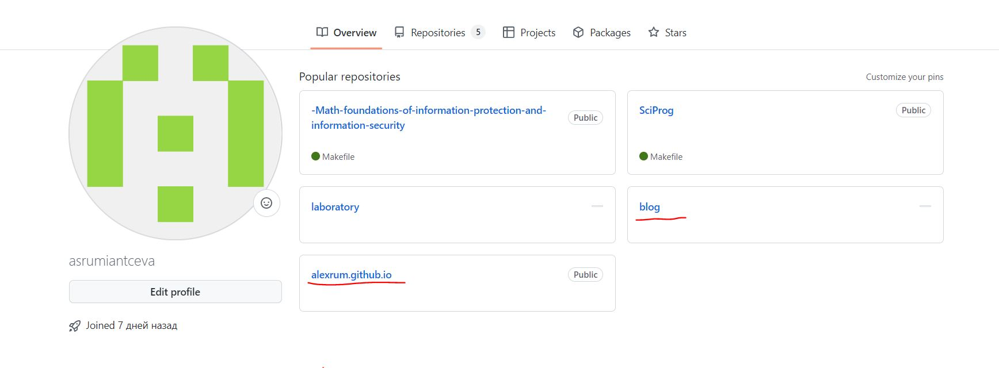 Overview Repositories 5 Projects Packages Stars
Popular repositories
Customize your pins
-Math-foundations-of-information-protection-and-
information-security
Public
Makefile
SciProg
Public
Makefile
laboratory
blog
alexrum.github.io
Public
asrumiantceva
Edit profile
Joined 7 дней назад